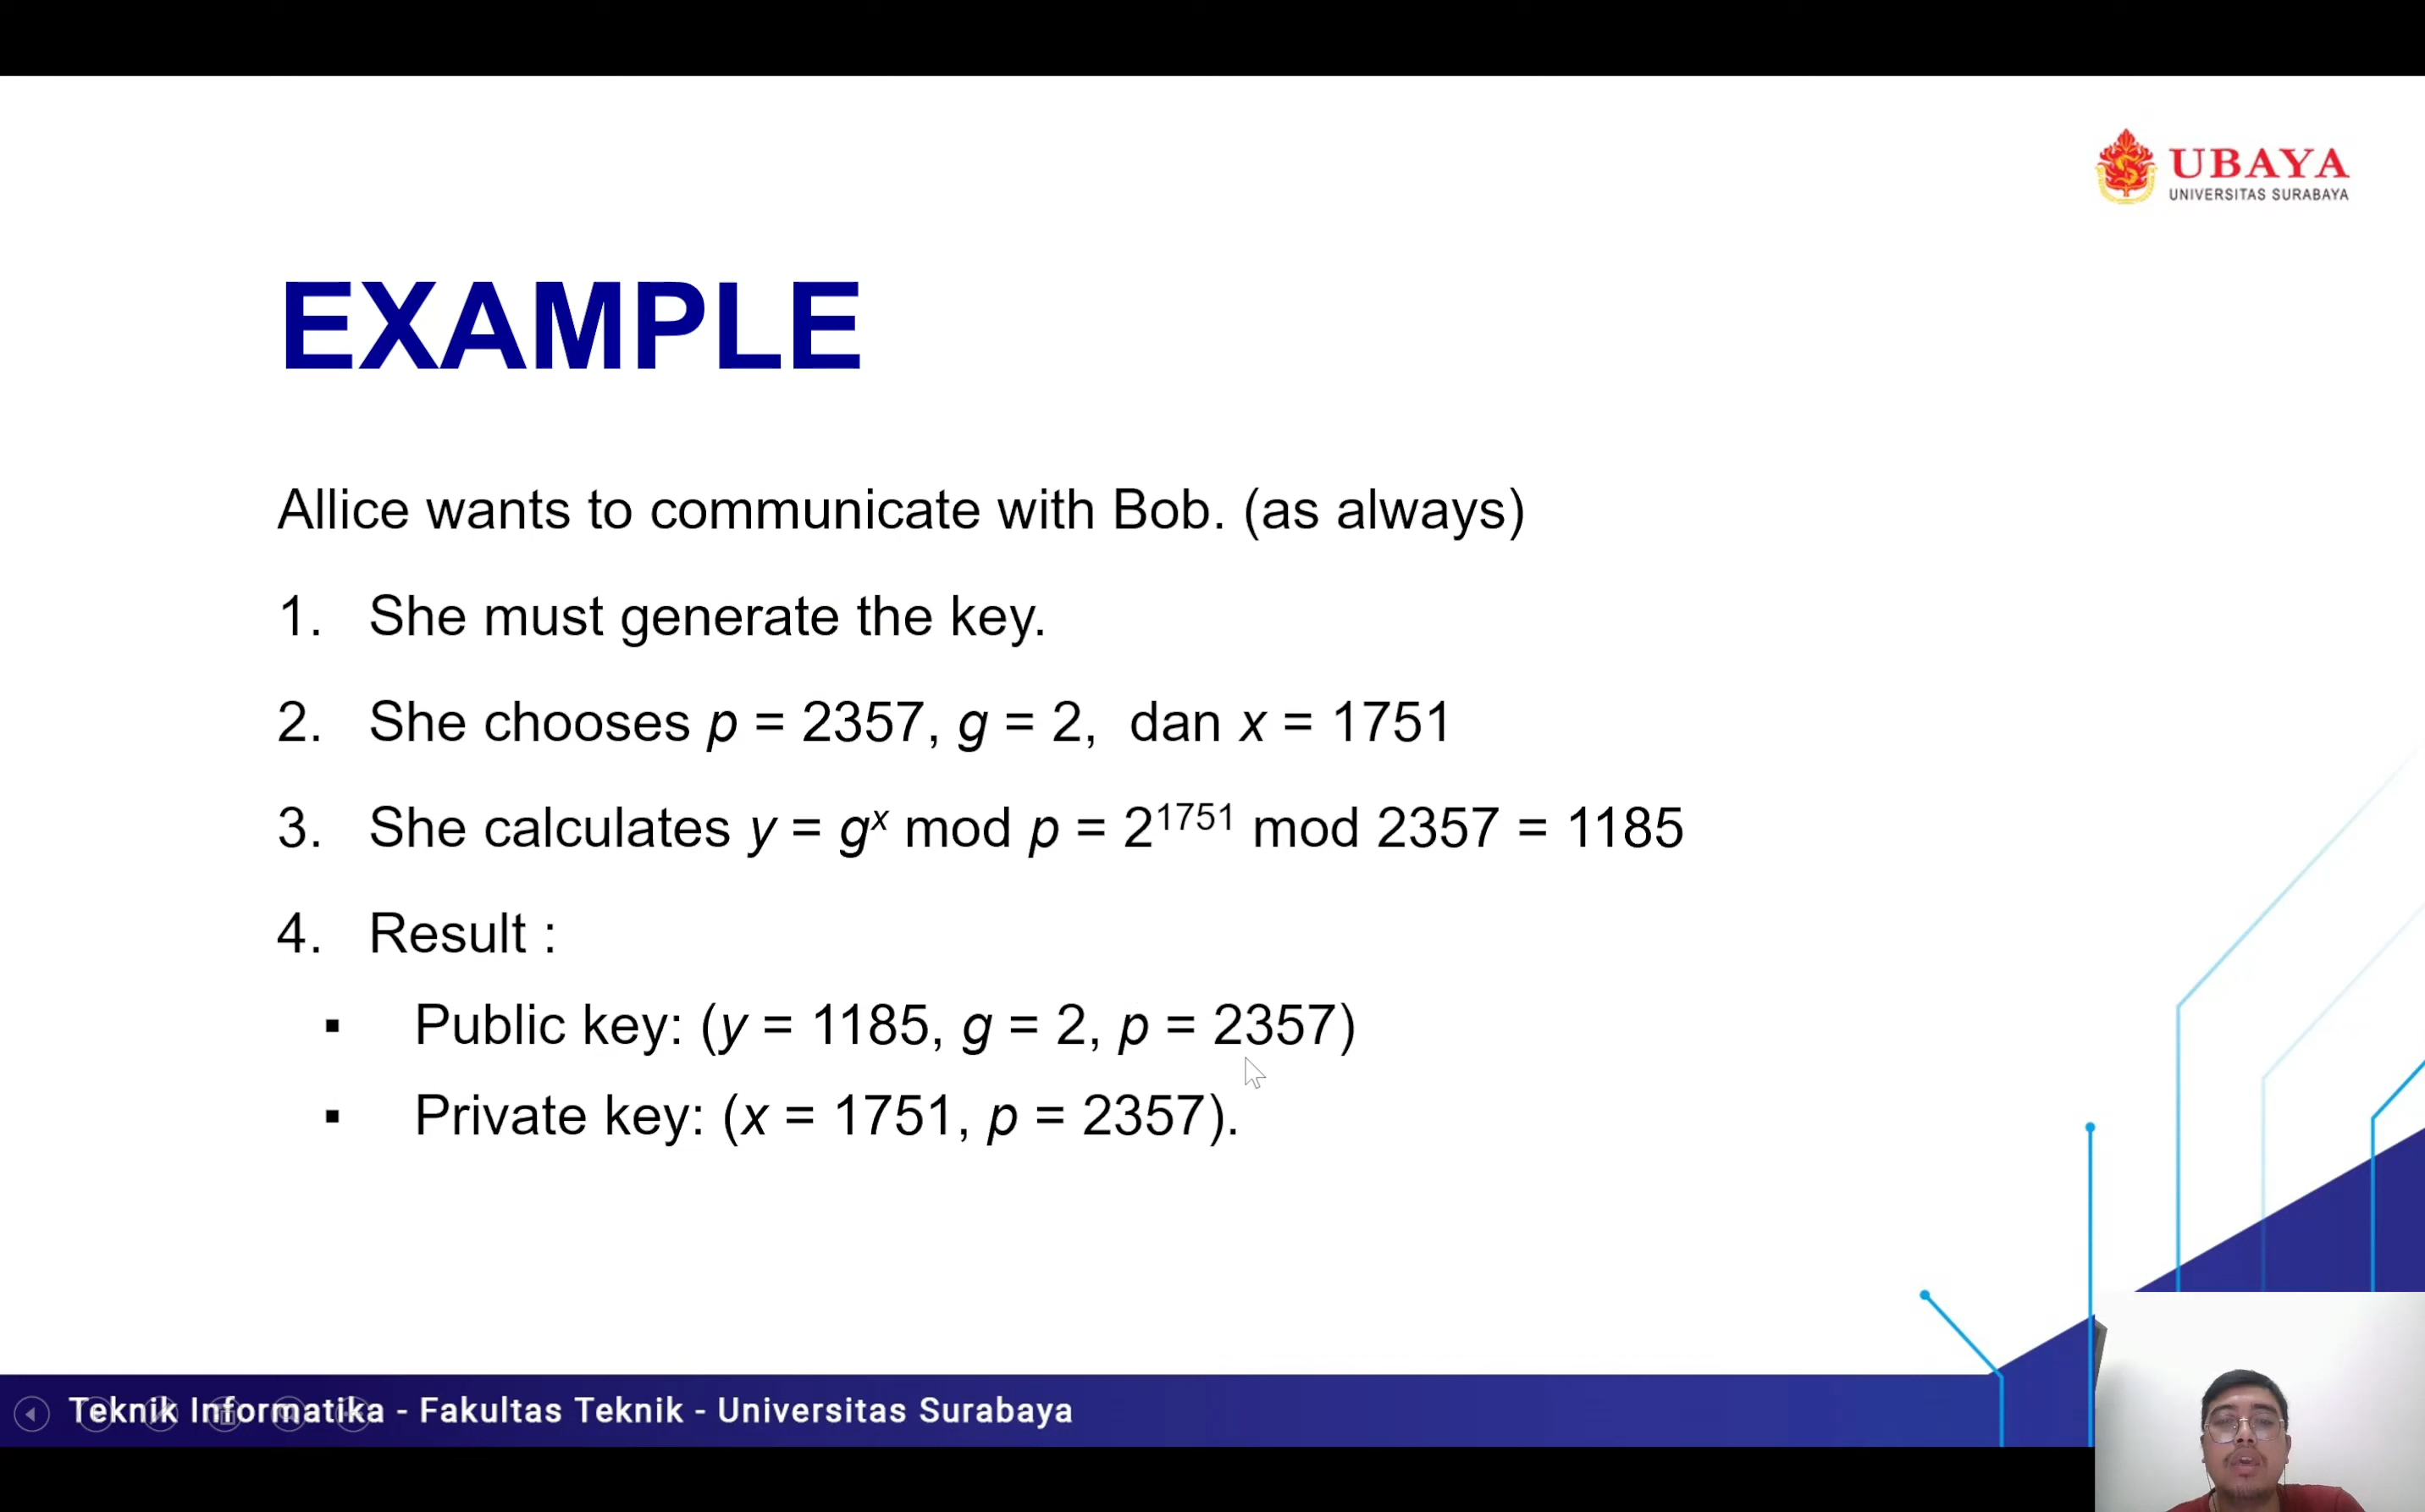 UBAYA
UNIVERSITAS SURABAYA
EXAMPLE
Allice wants to communicate with Bob. (as always)
1. She must generate the key.
2. She chooses p = 2357, g = 2, dan x = 1751
3. She calculates y = gˣ mod p = 2¹⁷⁵¹ mod 2357 = 1185
4. Result :
▪ Public key: (y = 1185, g = 2, p = 2357)
▪ Private key: (x = 1751, p = 2357).
Teknik Informatika - Fakultas Teknik - Universitas Surabaya